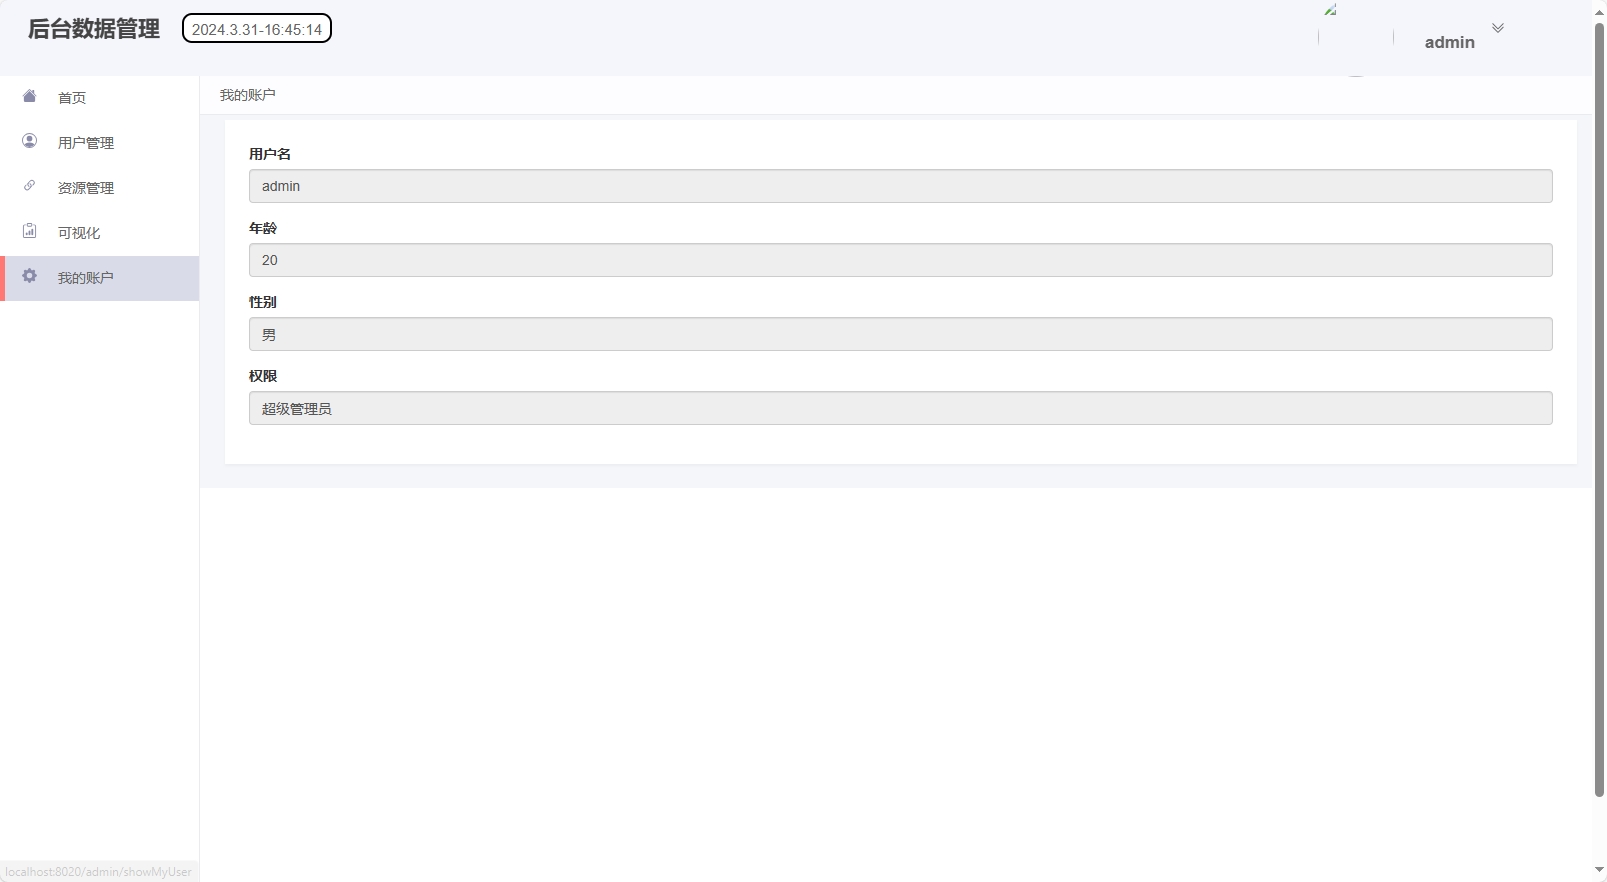 后台数据管理
2024.3.31-16:45:14
admin
首页
用户管理
资源管理
可视化
我的账户
我的账户
用户名
admin
年龄
20
性别
男
权限
超级管理员
localhost:8020/admin/showMyUser